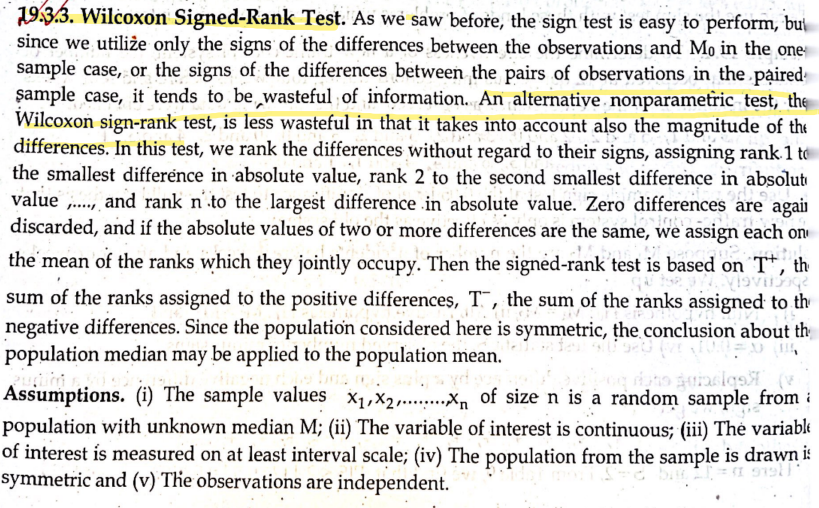 19.3.3. Wilcoxon Signed-Rank Test. As we saw before, the sign test is easy to perform, but
since we utilize only the signs of the differences between the observations and M₀ in the one
sample case, or the signs of the differences between the pairs of observations in the paired
sample case, it tends to be wasteful of information. An alternative nonparametric test, the
Wilcoxon sign-rank test, is less wasteful in that it takes into account also the magnitude of the
differences. In this test, we rank the differences without regard to their signs, assigning rank 1 to
the smallest difference in absolute value, rank 2 to the second smallest difference in absolute
value ,...., and rank n to the largest difference in absolute value. Zero differences are again
discarded, and if the absolute values of two or more differences are the same, we assign each one
the mean of the ranks which they jointly occupy. Then the signed-rank test is based on T⁺, the
sum of the ranks assigned to the positive differences, T⁻, the sum of the ranks assigned to the
negative differences. Since the population considered here is symmetric, the conclusion about the
population median may be applied to the population mean.
Assumptions. (i) The sample values x₁,x₂,........,xₙ of size n is a random sample from a
population with unknown median M; (ii) The variable of interest is continuous; (iii) The variable
of interest is measured on at least interval scale; (iv) The population from the sample is drawn is
symmetric and (v) The observations are independent.